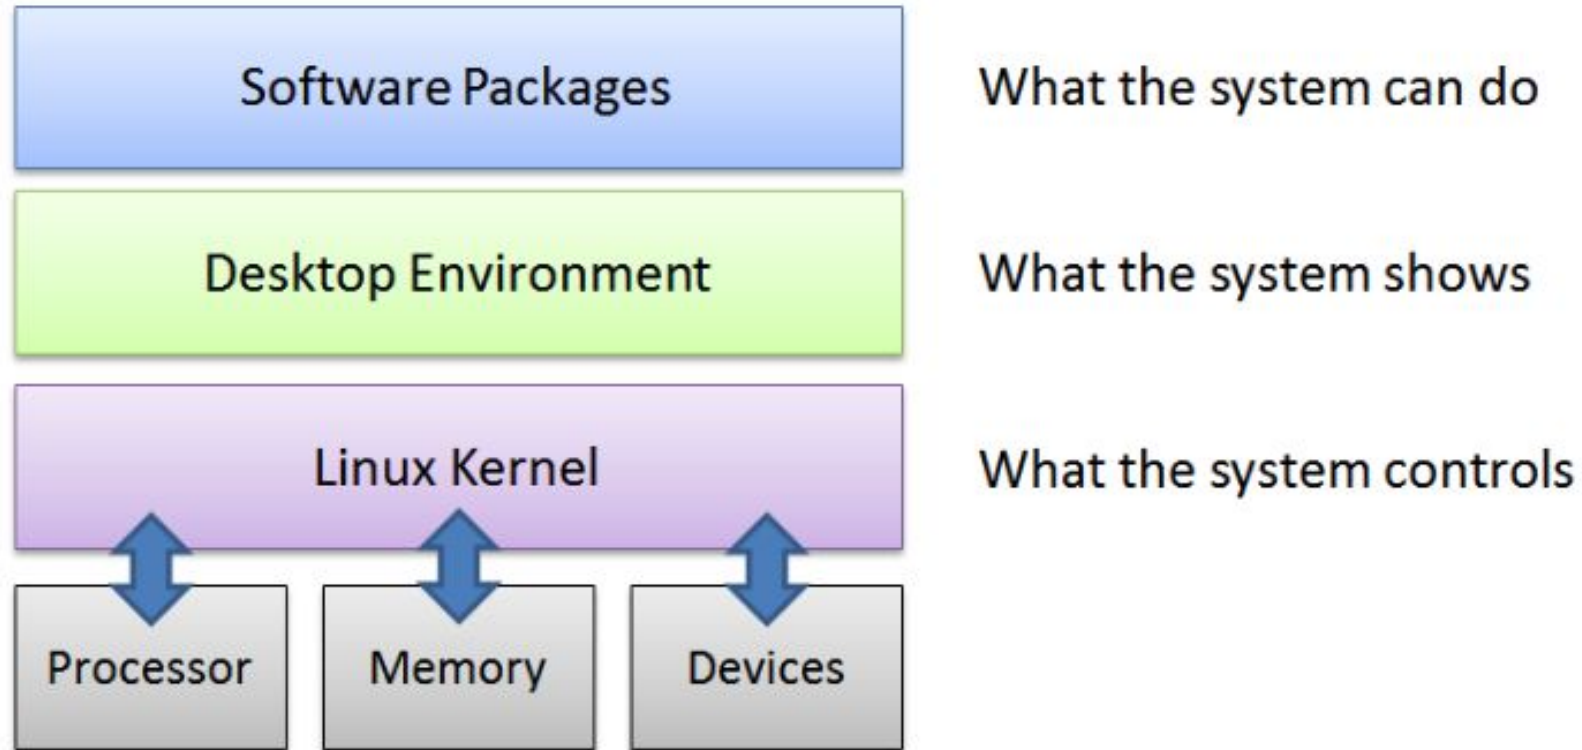 Software Packages
What the system can do
Desktop Environment
What the system shows
Linux Kernel
What the system controls
Processor
Memory
Devices